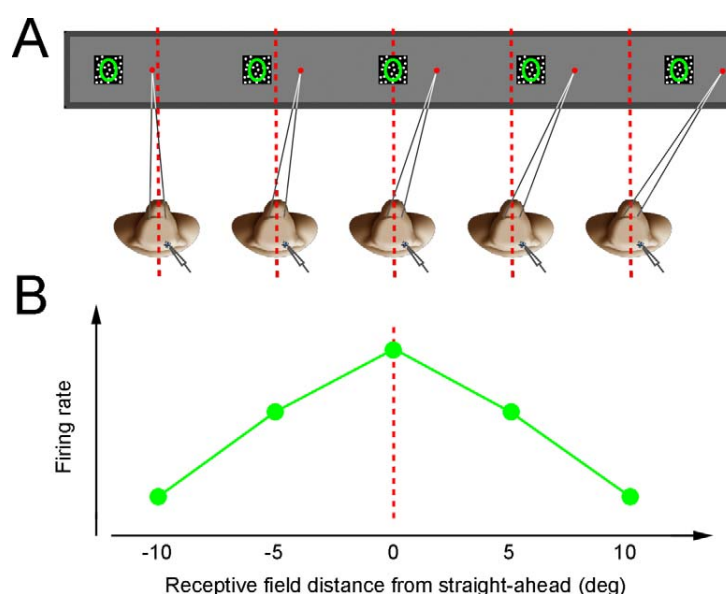 A
B
Firing rate
-10 -5 0 5 10
Receptive field distance from straight-ahead (deg)